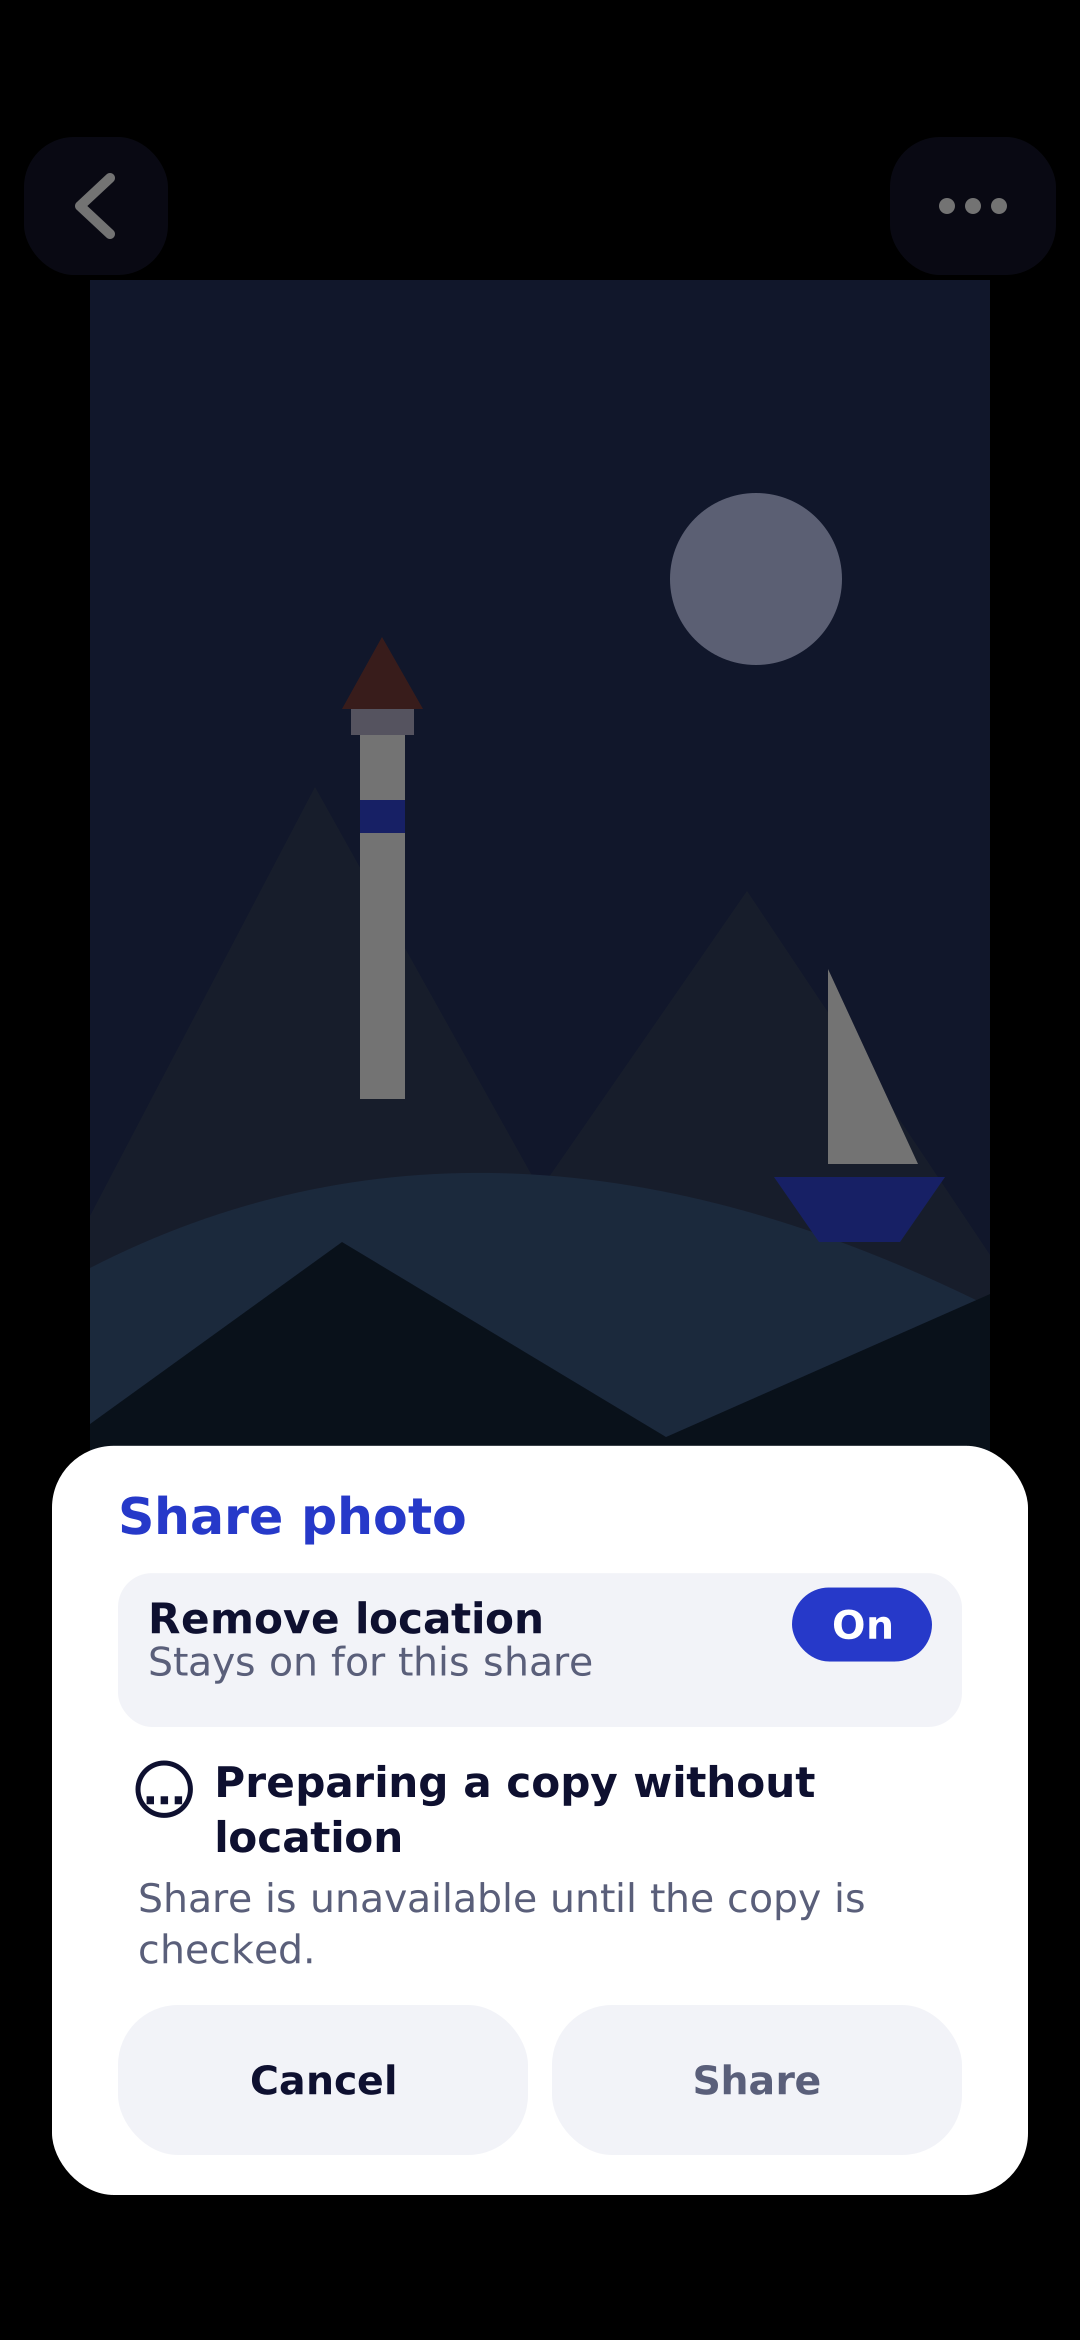 Share photo
Remove location
On
Stays on for this share
Preparing a copy without
location
Share is unavailable until the copy is
checked.
Cancel
Share